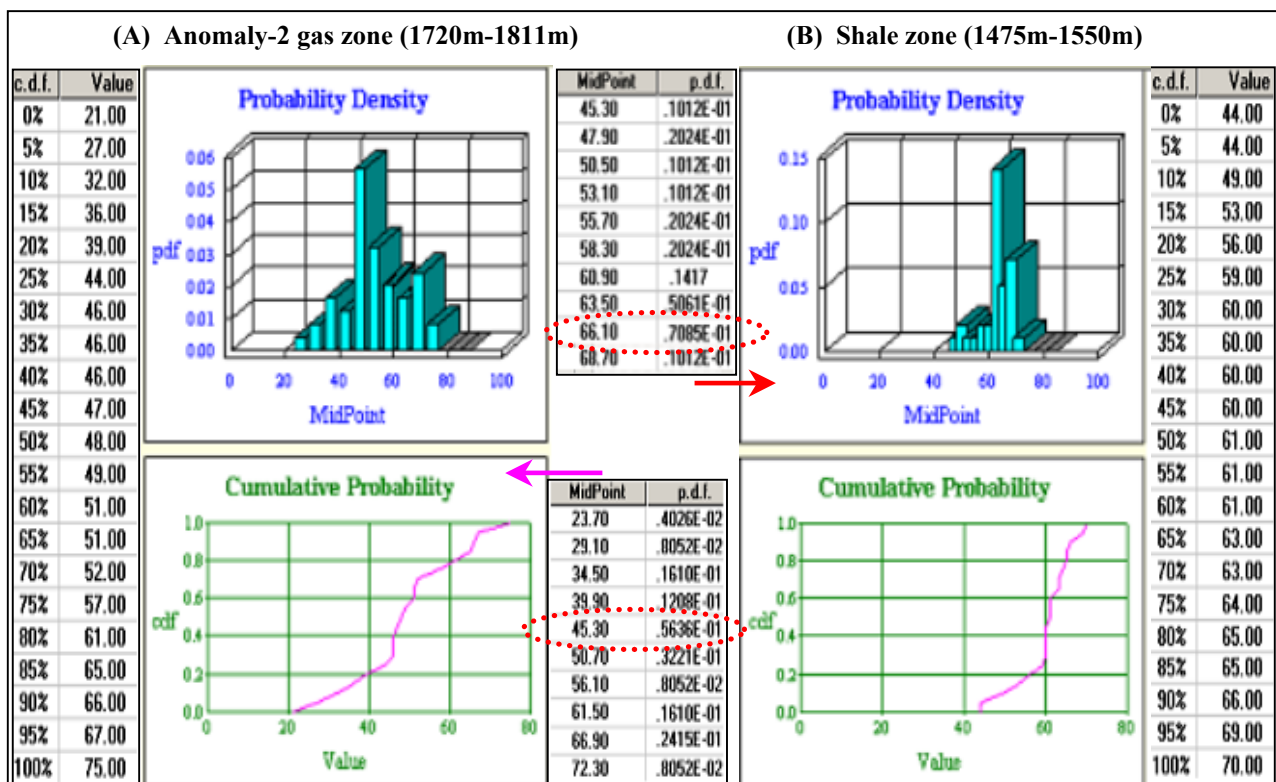 (A) Anomaly-2 gas zone (1720m-1811m)
(B) Shale zone (1475m-1550m)
c.d.f. Value
0% 21.00
5% 27.00
10% 32.00
15% 36.00
20% 39.00
25% 44.00
30% 46.00
35% 46.00
40% 46.00
45% 47.00
50% 48.00
55% 49.00
60% 51.00
65% 51.00
70% 52.00
75% 57.00
80% 61.00
85% 65.00
90% 66.00
95% 67.00
100% 75.00
Probability Density
0.06
0.05
0.04
0.03
0.02
0.01
0.00
pdf
0 20 40 60 80 100
MidPoint
Cumulative Probability
1.0
0.8
0.6
0.4
0.2
0.0
cdf
0 20 40 60 80
Value
MidPoint p.d.f.
45.30 .1012E-01
47.90 .2024E-01
50.50 .1012E-01
53.10 .1012E-01
55.70 .2024E-01
58.30 .2024E-01
60.90 .1417
63.50 .5061E-01
66.10 .7085E-01
68.70 .1012E-01
MidPoint p.d.f.
23.70 .4026E-02
29.10 .8052E-02
34.50 .1610E-01
39.90 .1208E-01
45.30 .5636E-01
50.70 .3221E-01
56.10 .8052E-02
61.50 .1610E-01
66.90 .2415E-01
72.30 .8052E-02
Probability Density
0.15
0.10
0.05
0.00
pdf
0 20 40 60 80 100
MidPoint
Cumulative Probability
1.0
0.8
0.6
0.4
0.2
0.0
cdf
0 20 40 60 80
Value
c.d.f. Value
0% 44.00
5% 44.00
10% 49.00
15% 53.00
20% 56.00
25% 59.00
30% 60.00
35% 60.00
40% 60.00
45% 60.00
50% 61.00
55% 61.00
60% 61.00
65% 63.00
70% 63.00
75% 64.00
80% 65.00
85% 65.00
90% 66.00
95% 69.00
100% 70.00